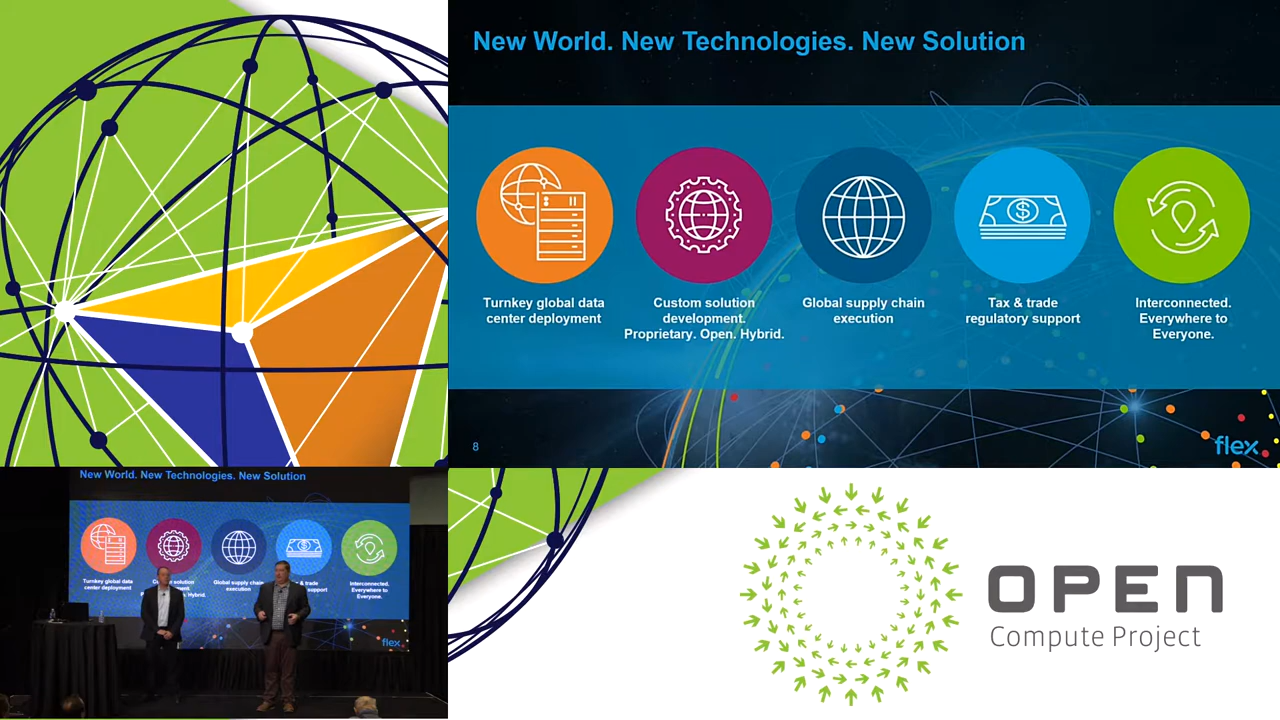 New World. New Technologies. New Solution
Turnkey global data
center deployment
Custom solution
development.
Proprietary. Open. Hybrid.
Global supply chain
execution
Tax & trade
regulatory support
Interconnected.
Everywhere to
Everyone.
8
flex
New World. New Technologies. New Solution
Turnkey global data
center deployment
Global supply chain
execution
& trade
support
Interconnected.
Everywhere to
Everyone.
flex
OPEN
Compute Project